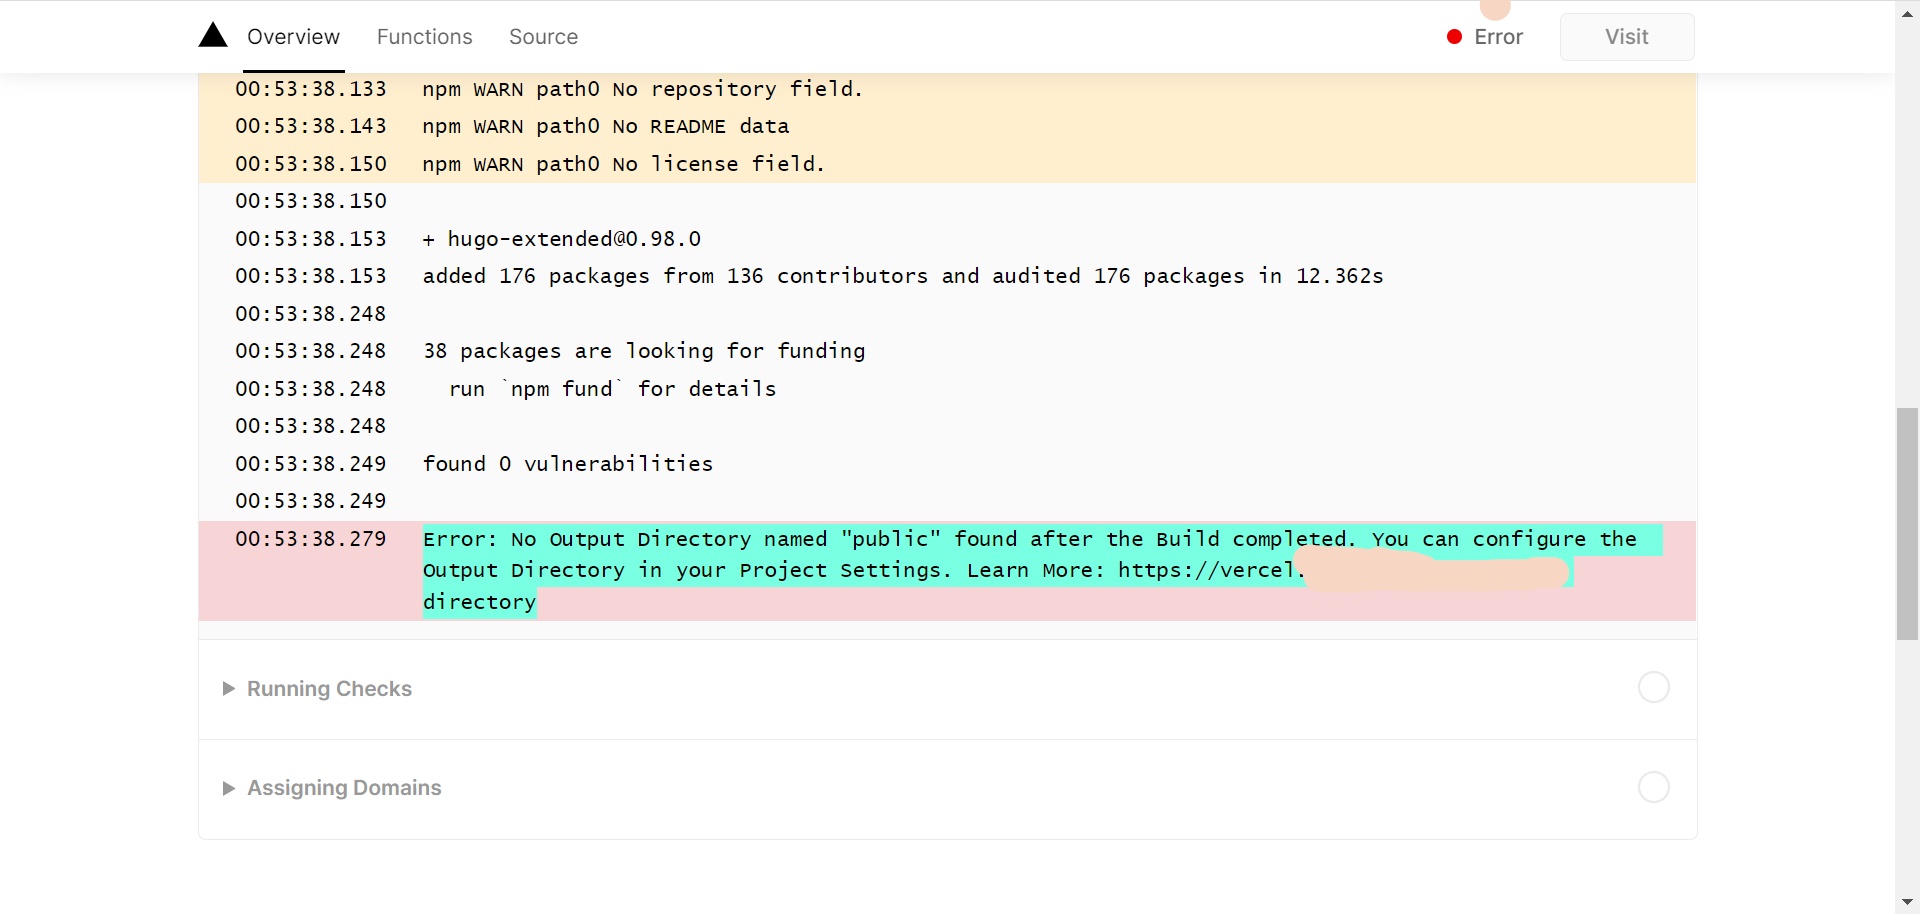 Overview Functions Source Error Visit
00:53:38.133 npm WARN path0 No repository field.
00:53:38.143 npm WARN path0 No README data
00:53:38.150 npm WARN path0 No license field.
00:53:38.150
00:53:38.153 + hugo-extended@0.98.0
00:53:38.153 added 176 packages from 136 contributors and audited 176 packages in 12.362s
00:53:38.248
00:53:38.248 38 packages are looking for funding
00:53:38.248 run `npm fund` for details
00:53:38.248
00:53:38.249 found 0 vulnerabilities
00:53:38.249
00:53:38.279 Error: No Output Directory named "public" found after the Build completed. You can configure the
Output Directory in your Project Settings. Learn More: https://vercel.
directory
Running Checks
Assigning Domains